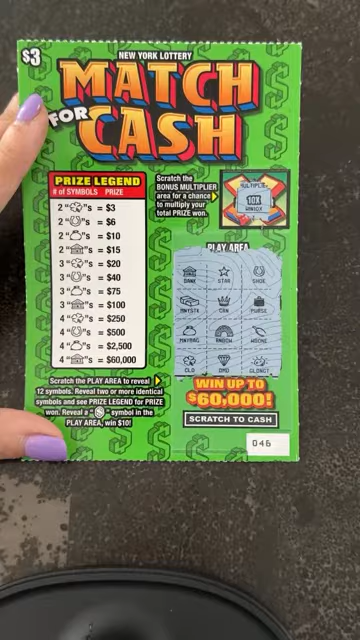 $3
NEW YORK LOTTERY
MATCH
FOR
CASH
PRIZE LEGEND
# of SYMBOLS PRIZE
2 " "s = $3
2 " "s = $6
2 " "s = $10
2 " "s = $15
3 " "s = $20
3 " "s = $40
3 " "s = $75
3 " "s = $100
4 " "s = $250
4 " "s = $500
4 " "s = $2,500
4 " "s = $60,000
Scratch the PLAY AREA to reveal
12 symbols. Reveal two or more identical
symbols and see PRIZE LEGEND for PRIZE
won. Reveal a " " symbol in the
PLAY AREA, win $10!
Scratch the
BONUS MULTIPLIER
area for a chance
to multiply your
total PRIZE won.
MULTIPLIE
10X
PLAY AREA
BANK STAR SHOE
CRN PURSE
MNYBAG
CLD DMD
WIN UP TO
$60,000!
SCRATCH TO CASH
046